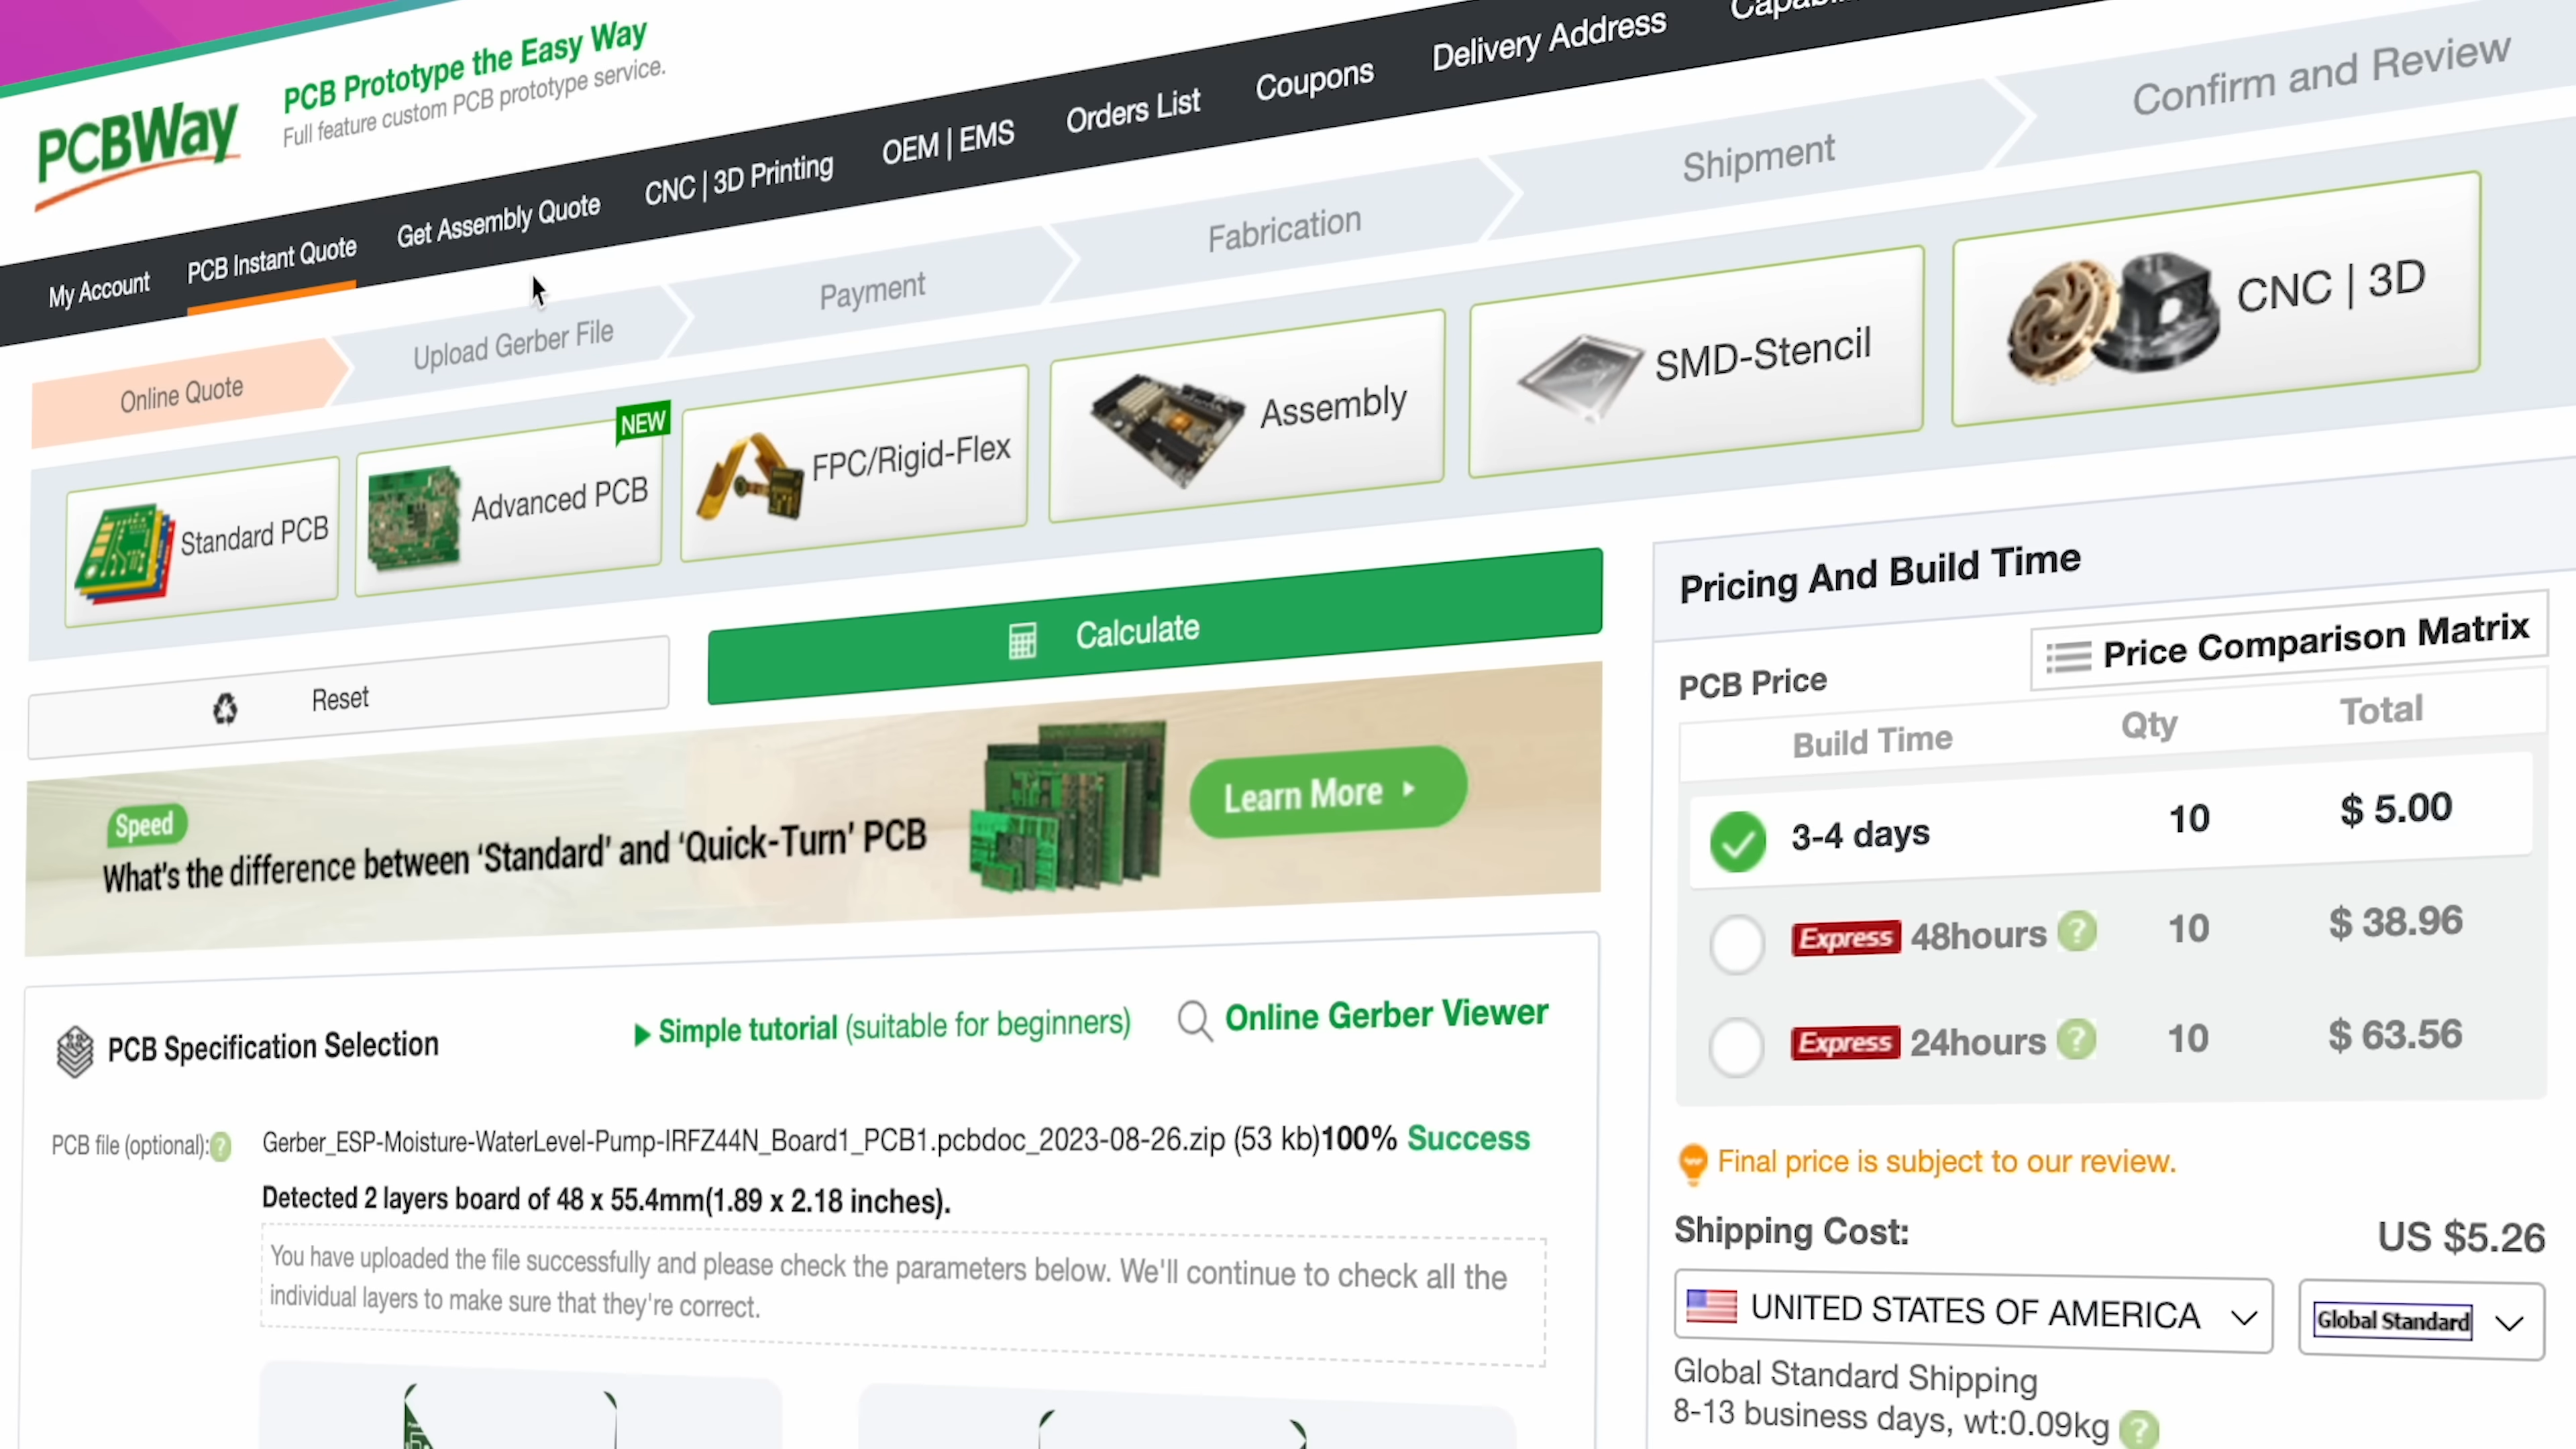 PCBWay
PCB Prototype the Easy Way
Full feature custom PCB prototype service.
My Account
PCB Instant Quote
Get Assembly Quote
CNC | 3D Printing
OEM | EMS
Orders List
Coupons
Delivery Address
Online Quote
Upload Gerber File
Payment
Fabrication
Shipment
Confirm and Review
Standard PCB
NEW
Advanced PCB
FPC/Rigid-Flex
Assembly
SMD-Stencil
CNC | 3D
Reset
Calculate
Speed
What's the difference between 'Standard' and 'Quick-Turn' PCB
Learn More
PCB Specification Selection
Simple tutorial (suitable for beginners)
Online Gerber Viewer
PCB file (optional):?
Gerber_ESP-Moisture-WaterLevel-Pump-IRFZ44N_Board1_PCB1.pcbdoc_2023-08-26.zip (53 kb)100% Success
Detected 2 layers board of 48 x 55.4mm(1.89 x 2.18 inches).
You have uploaded the file successfully and please check the parameters below. We'll continue to check all the
individual layers to make sure that they're correct.
Pricing And Build Time
Price Comparison Matrix
PCB Price
Build Time Qty Total
3-4 days 10 $ 5.00
Express 48hours ? 10 $ 38.96
Express 24hours ? 10 $ 63.56
Final price is subject to our review.
Shipping Cost: US $5.26
UNITED STATES OF AMERICA
Global Standard
Global Standard Shipping
8-13 business days, wt:0.09kg ?